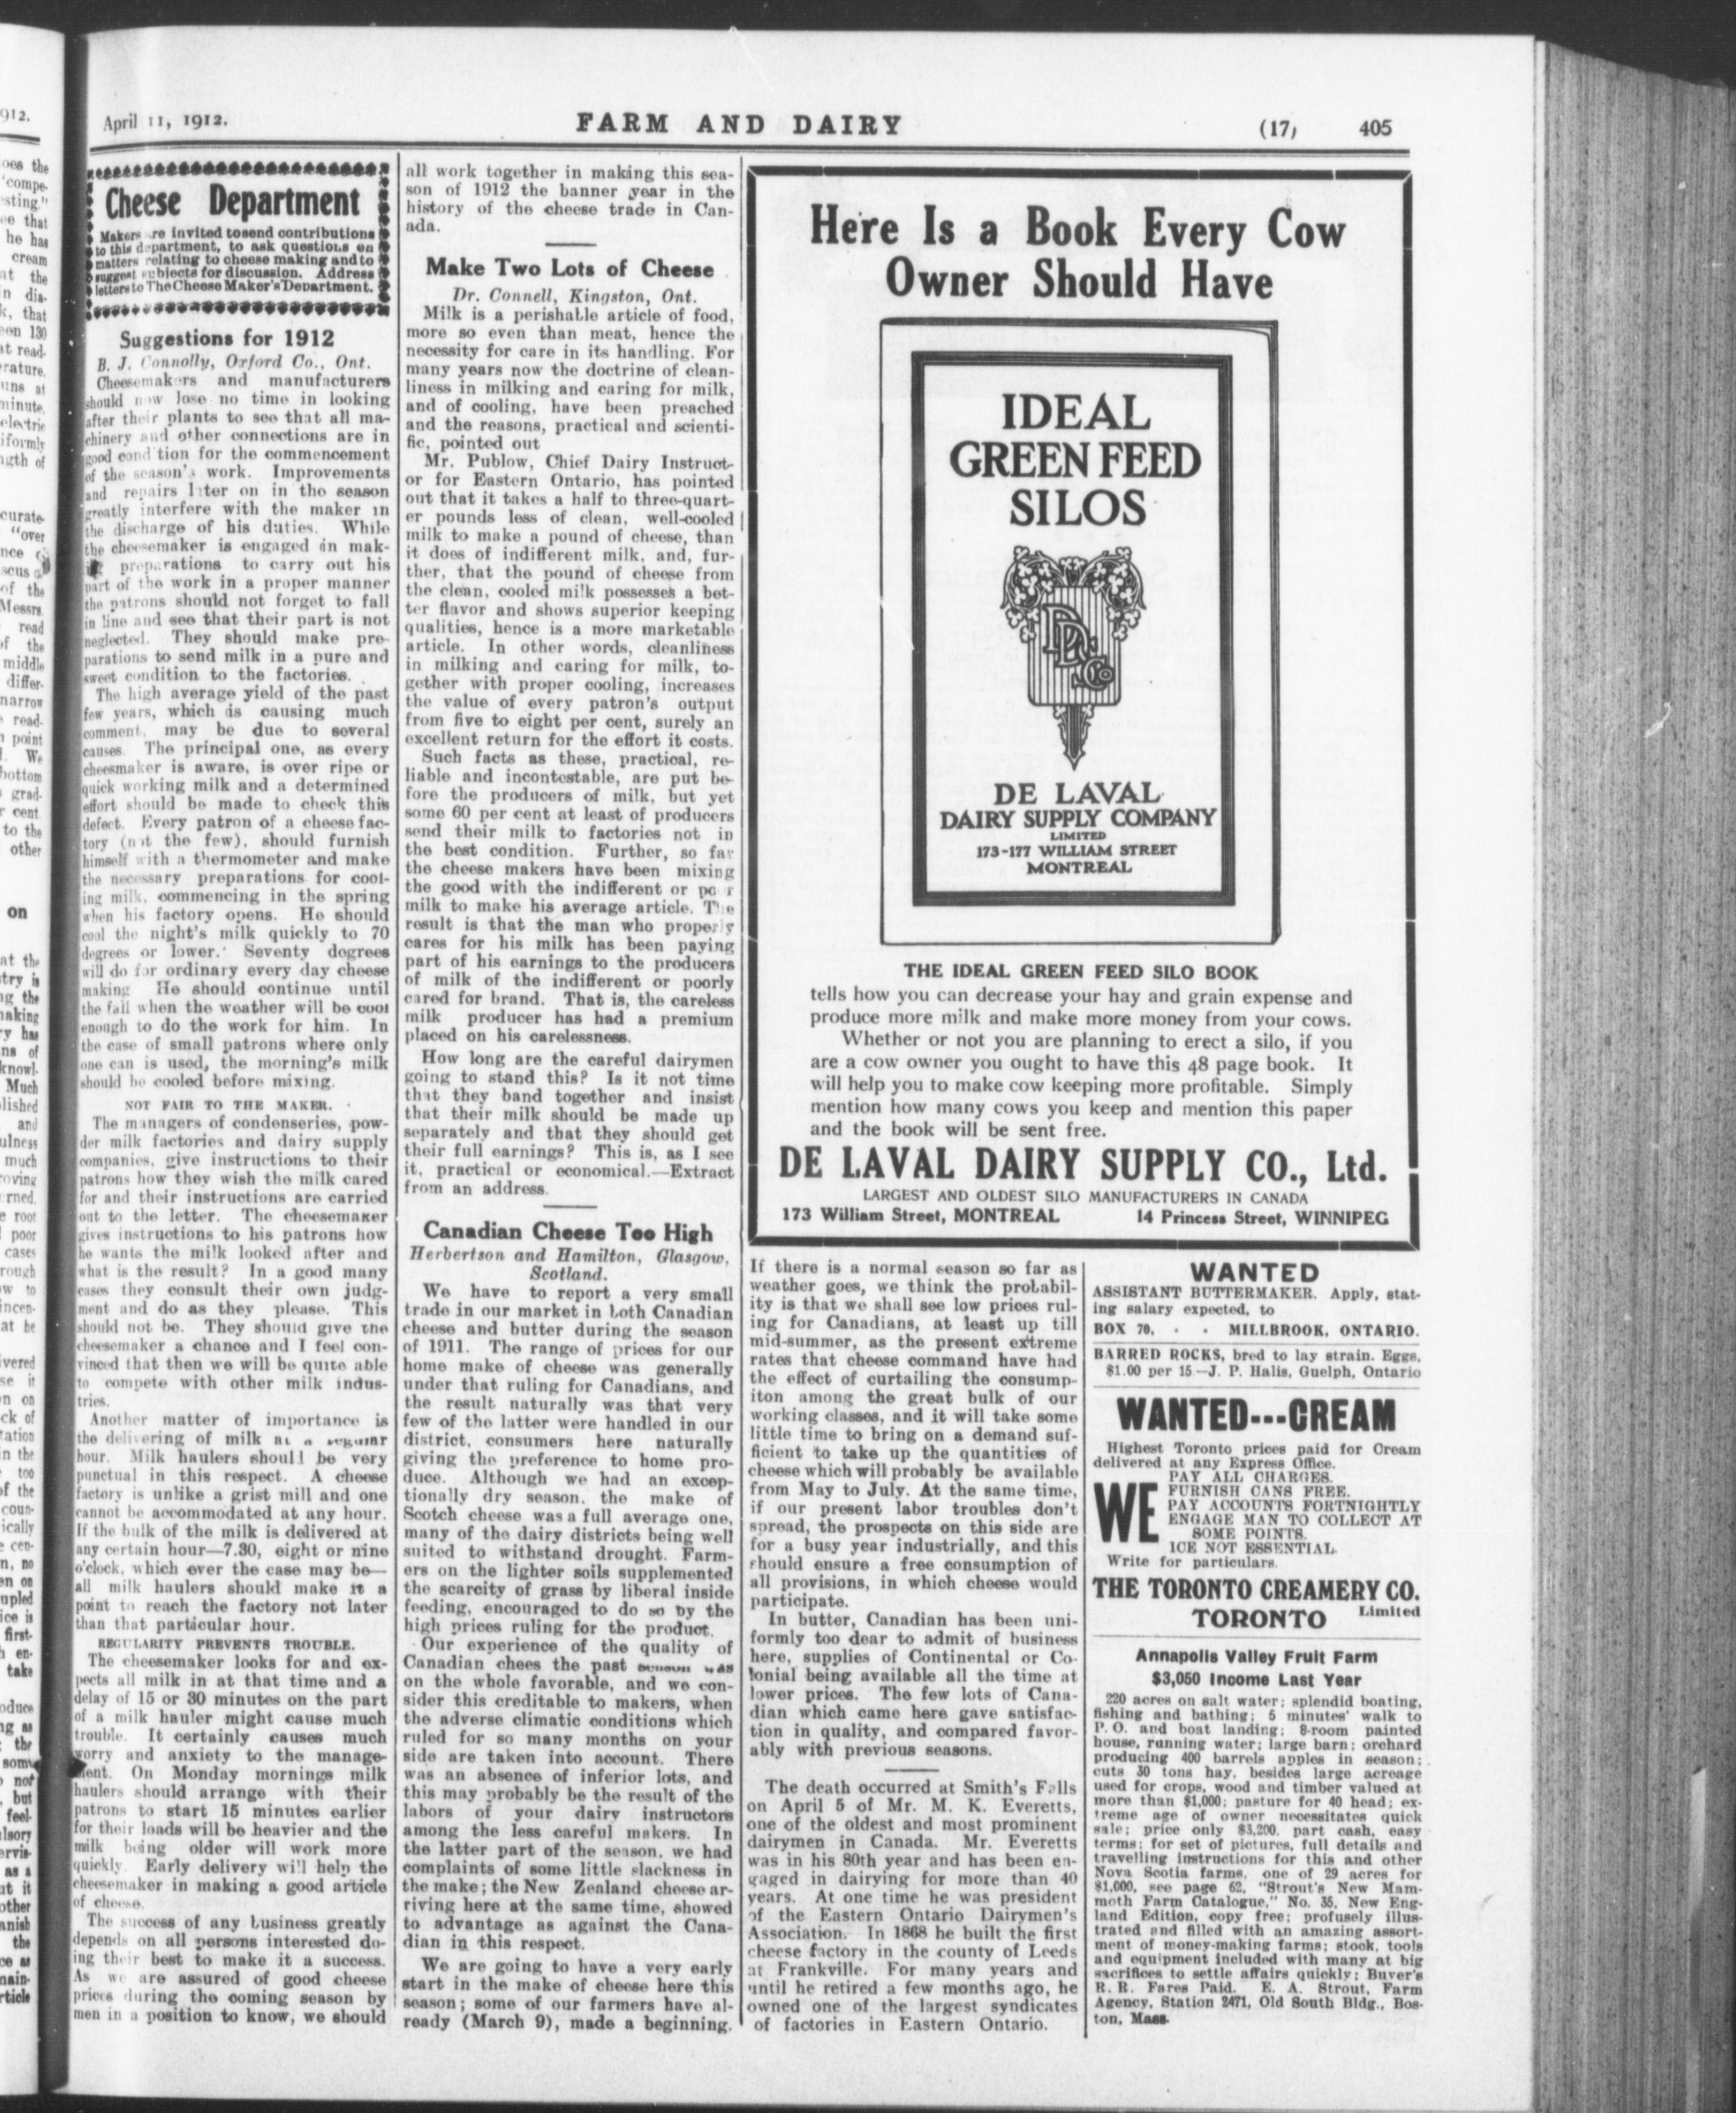 April 11, 1912.
FARM AND DAIRY
(17) 405
Cheese Department
Makers are invited to send contributions
to this department, to ask questions on
matters relating to cheese making and to
suggest subjects for discussion. Address
letters to The Cheese Maker's Department.
Suggestions for 1912
B. J. Connolly, Oxford Co., Ont.
Cheesemakers and manufacturers
should now lose no time in looking
after their plants to see that all ma-
chinery and other connections are in
good condition for the commencement
of the season's work. Improvements
and repairs later on in the season
greatly interfere with the maker in
the discharge of his duties. While
the cheesemaker is engaged in mak-
ing preparations to carry out his
part of the work in a proper manner
the patrons should not forget to fall
in line and see that their part is not
neglected. They should make pre-
parations to send milk in a pure and
sweet condition to the factories.
The high average yield of the past
few years, which is causing much
comment, may be due to several
causes. The principal one, as every
cheesmaker is aware, is over ripe or
quick working milk and a determined
effort should be made to check this
defect. Every patron of a cheese fac-
tory (not the few), should furnish
himself with a thermometer and make
the necessary preparations for cool-
ing milk, commencing in the spring
when his factory opens. He should
cool the night's milk quickly to 70
degrees or lower. Seventy degrees
will do for ordinary every day cheese
making He should continue until
the fall when the weather will be cool
enough to do the work for him. In
the case of small patrons where only
one can is used, the morning's milk
should be cooled before mixing.
NOT FAIR TO THE MAKER.
The managers of condenseries, pow-
der milk factories and dairy supply
companies, give instructions to their
patrons how they wish the milk cared
for and their instructions are carried
out to the letter. The cheesemaker
gives instructions to his patrons how
he wants the milk looked after and
what is the result? In a good many
cases they consult their own judg-
ment and do as they please. This
should not be. They should give the
cheesemaker a chance and I feel con-
vinced that then we will be quite able
to compete with other milk indus-
tries.
Another matter of importance is
the delivering of milk at a regular
hour. Milk haulers should be very
punctual in this respect. A cheese
factory is unlike a grist mill and one
cannot be accommodated at any hour.
If the bulk of the milk is delivered at
any certain hour—7.30, eight or nine
o'clock, which ever the case may be—
all milk haulers should make it a
point to reach the factory not later
than that particular hour.
REGULARITY PREVENTS TROUBLE.
The cheesemaker looks for and ex-
pects all milk in at that time and a
delay of 15 or 30 minutes on the part
of a milk hauler might cause much
trouble. It certainly causes much
worry and anxiety to the manage-
ment. On Monday mornings milk
haulers should arrange with their
patrons to start 15 minutes earlier
for their loads will be heavier and the
milk being older will work more
quickly. Early delivery will help the
cheesemaker in making a good article
of cheese.
The success of any business greatly
depends on all persons interested do-
ing their best to make it a success.
As we are assured of good cheese
prices during the coming season by
men in a position to know, we should
all work together in making this sea-
son of 1912 the banner year in the
history of the cheese trade in Can-
ada.
Make Two Lots of Cheese
Dr. Connell, Kingston, Ont.
Milk is a perishable article of food,
more so even than meat, hence the
necessity for care in its handling. For
many years now the doctrine of clean-
liness in milking and caring for milk,
and of cooling, have been preached
and the reasons, practical and scienti-
fic, pointed out
Mr. Publow, Chief Dairy Instruct-
or for Eastern Ontario, has pointed
out that it takes a half to three-quart-
er pounds less of clean, well-cooled
milk to make a pound of cheese, than
it does of indifferent milk, and, fur-
ther, that the pound of cheese from
the clean, cooled milk possesses a bet-
ter flavor and shows superior keeping
qualities, hence is a more marketable
article. In other words, cleanliness
in milking and caring for milk, to-
gether with proper cooling, increases
the value of every patron's output
from five to eight per cent, surely an
excellent return for the effort it costs.
Such facts as these, practical, re-
liable and incontestable, are put be-
fore the producers of milk, but yet
some 60 per cent at least of producers
send their milk to factories not in
the best condition. Further, so far
the cheese makers have been mixing
the good with the indifferent or poor
milk to make his average article. The
result is that the man who properly
cares for his milk has been paying
part of his earnings to the producers
of milk of the indifferent or poorly
cared for brand. That is, the careless
milk producer has had a premium
placed on his carelessness.
How long are the careful dairymen
going to stand this? Is it not time
that they band together and insist
that their milk should be made up
separately and that they should get
their full earnings? This is, as I see
it, practical or economical.—Extract
from an address.
Canadian Cheese Too High
Herbertson and Hamilton, Glasgow,
Scotland.
We have to report a very small
trade in our market in both Canadian
cheese and butter during the season
of 1911. The range of prices for our
home make of cheese was generally
under that ruling for Canadians, and
the result naturally was that very
few of the latter were handled in our
district, consumers here naturally
giving the preference to home pro-
duce. Although we had an excep-
tionally dry season, the make of
Scotch cheese was a full average one,
many of the dairy districts being well
suited to withstand drought. Farm-
ers on the lighter soils supplemented
the scarcity of grass by liberal inside
feeding, encouraged to do so by the
high prices ruling for the product.
Our experience of the quality of
Canadian chees the past season was
on the whole favorable, and we con-
sider this creditable to makers, when
the adverse climatic conditions which
ruled for so many months on your
side are taken into account. There
was an absence of inferior lots, and
this may probably be the result of the
labors of your dairy instructors
among the less careful makers. In
the latter part of the season, we had
complaints of some little slackness in
the make; the New Zealand cheese ar-
riving here at the same time, showed
to advantage as against the Cana-
dian in this respect.
We are going to have a very early
start in the make of cheese here this
season; some of our farmers have al-
ready (March 9), made a beginning.
Here Is a Book Every Cow
Owner Should Have
IDEAL
GREEN FEED
SILOS
DDSCo
DE LAVAL
DAIRY SUPPLY COMPANY
LIMITED
173-177 WILLIAM STREET
MONTREAL
THE IDEAL GREEN FEED SILO BOOK
tells how you can decrease your hay and grain expense and
produce more milk and make more money from your cows.
Whether or not you are planning to erect a silo, if you
are a cow owner you ought to have this 48 page book. It
will help you to make cow keeping more profitable. Simply
mention how many cows you keep and mention this paper
and the book will be sent free.
DE LAVAL DAIRY SUPPLY CO., Ltd.
LARGEST AND OLDEST SILO MANUFACTURERS IN CANADA
173 William Street, MONTREAL 14 Princess Street, WINNIPEG
If there is a normal season so far as
weather goes, we think the probabil-
ity is that we shall see low prices rul-
ing for Canadians, at least up till
mid-summer, as the present extreme
rates that cheese command have had
the effect of curtailing the consump-
iton among the great bulk of our
working classes, and it will take some
little time to bring on a demand suf-
ficient to take up the quantities of
cheese which will probably be available
from May to July. At the same time,
if our present labor troubles don't
spread, the prospects on this side are
for a busy year industrially, and this
should ensure a free consumption of
all provisions, in which cheese would
participate.
In butter, Canadian has been uni-
formly too dear to admit of business
here, supplies of Continental or Co-
lonial being available all the time at
lower prices. The few lots of Cana-
dian which came here gave satisfac-
tion in quality, and compared favor-
ably with previous seasons.
The death occurred at Smith's Falls
on April 5 of Mr. M. K. Everetts,
one of the oldest and most prominent
dairymen in Canada. Mr. Everetts
was in his 80th year and has been en-
gaged in dairying for more than 40
years. At one time he was president
of the Eastern Ontario Dairymen's
Association. In 1868 he built the first
cheese factory in the county of Leeds
at Frankville. For many years and
until he retired a few months ago, he
owned one of the largest syndicates
of factories in Eastern Ontario.
WANTED
ASSISTANT BUTTERMAKER. Apply, stat-
ing salary expected, to
BOX 70, - - MILLBROOK, ONTARIO.
BARRED ROCKS, bred to lay strain. Eggs,
$1.00 per 15—J. P. Halis, Guelph, Ontario
WANTED---CREAM
Highest Toronto prices paid for Cream
delivered at any Express Office.
WE
PAY ALL CHARGES.
FURNISH CANS FREE.
PAY ACCOUNTS FORTNIGHTLY
ENGAGE MAN TO COLLECT AT
SOME POINTS.
ICE NOT ESSENTIAL.
Write for particulars.
THE TORONTO CREAMERY CO.
TORONTO Limited
Annapolis Valley Fruit Farm
$3,050 Income Last Year
220 acres on salt water; splendid boating,
fishing and bathing; 5 minutes' walk to
P. O. and boat landing; 8-room painted
house, running water; large barn; orchard
producing 400 barrels apples in season;
cuts 30 tons hay, besides large acreage
used for crops, wood and timber valued at
more than $1,000; pasture for 40 head; ex-
treme age of owner necessitates quick
sale; price only $3,200, part cash, easy
terms; for set of pictures, full details and
travelling instructions for this and other
Nova Scotia farms, one of 29 acres for
$1,000, see page 62, "Strout's New Mam-
moth Farm Catalogue," No. 35, New Eng-
land Edition, copy free; profusely illus-
trated and filled with an amazing assort-
ment of money-making farms; stock, tools
and equipment included with many at big
sacrifices to settle affairs quickly; Buyer's
R. R. Fares Paid. E. A. Strout, Farm
Agency, Station 2471, Old South Bldg., Bos-
ton, Mass.